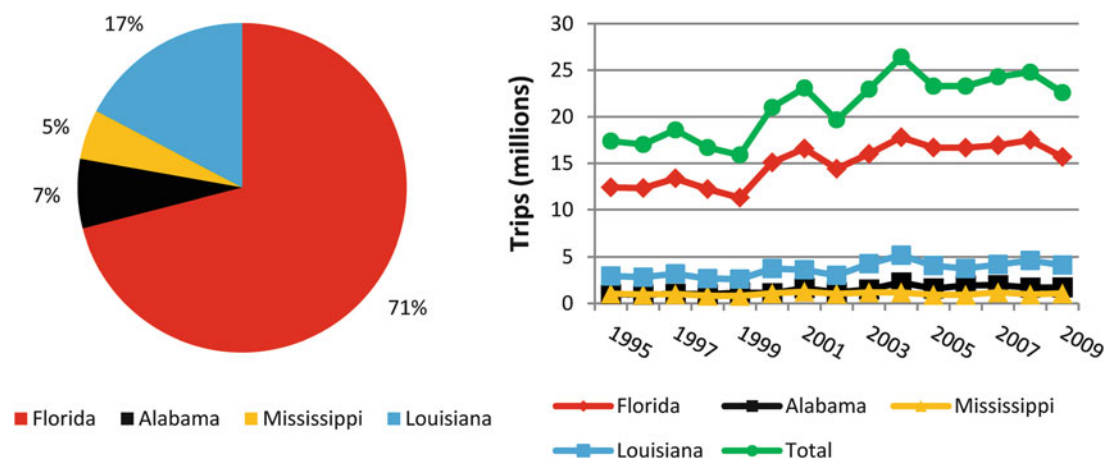 17%
5%
7%
71%
Florida Alabama Mississippi Louisiana
Trips (millions)
30
25
20
15
10
5
0
1995 1997 1999 2001 2003 2005 2007 2009
Florida Alabama Mississippi
Louisiana Total